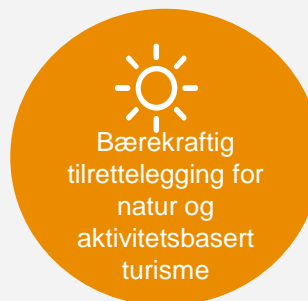 Bærekraftig
tilrettelegging for
natur og
aktivitetsbasert
turisme